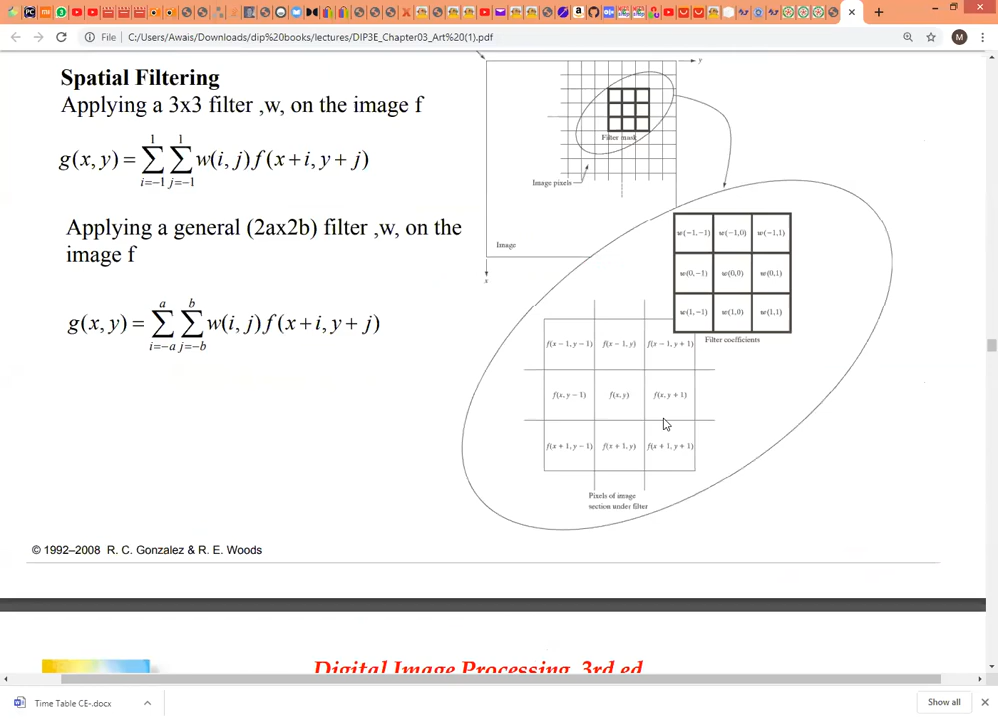 File
C:/Users/Awais/Downloads/dip%20books/lectures/DIP3E_Chapter03_Art%20(1).pdf
M
Spatial Filtering
Applying a 3x3 filter ,w, on the image f
g(x, y) = ∑ ∑ w(i, j) f (x + i, y + j)
1 1
i=−1 j=−1
Applying a general (2ax2b) filter ,w, on the
image f
g(x, y) = ∑ ∑ w(i, j) f (x + i, y + j)
a b
i=−a j=−b
y
Filter mask
Image pixels
Image
x
w(−1,−1) w(−1,0) w(−1,1)
w(0,−1) w(0,0) w(0,1)
w(1,−1) w(1,0) w(1,1)
Filter coefficients
f(x − 1, y − 1) f(x − 1, y) f(x − 1, y + 1)
f(x, y − 1) f(x, y) f(x, y + 1)
f(x + 1, y − 1) f(x + 1, y) f(x + 1, y + 1)
Pixels of image
section under filter
© 1992–2008 R. C. Gonzalez & R. E. Woods
Digital Image Processing, 3rd ed.
Time Table CE-.docx
Show all